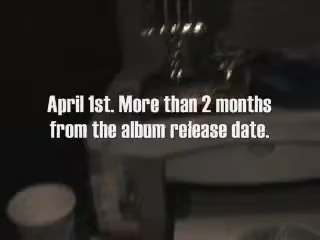 April 1st. More than 2 months
from the album release date.